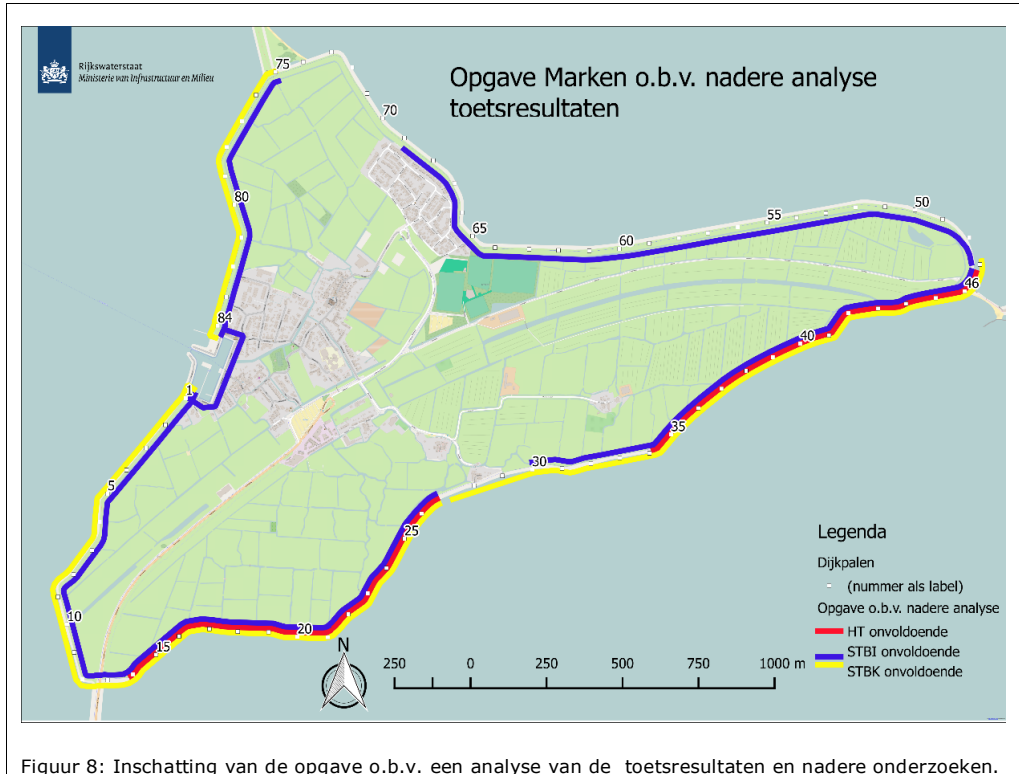 Rijkswaterstaat
Ministerie van Infrastructuur en Milieu
Opgave Marken o.b.v. nadere analyse
toetsresultaten
75
70
80
65
60
55
50
46
84
1
40
5
35
30
25
10
15
20
N
250 0 250 500 750 1000 m
Legenda
Dijkpalen
(nummer als label)
Opgave o.b.v. nadere analyse
HT onvoldoende
STBI onvoldoende
STBK onvoldoende
Figuur 8: Inschatting van de opgave o.b.v. een analyse van de toetsresultaten en nadere onderzoeken.